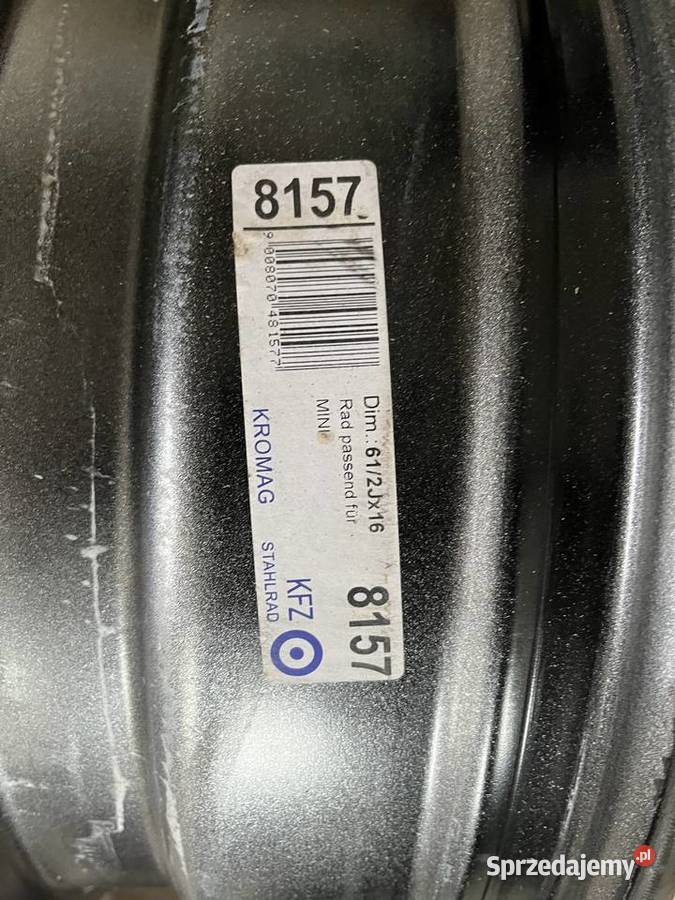 8157
9 008070 481577
Dim.: 61/2Jx16
Rad passend für
MINI
8157
KROMAG
KFZ
STAHLRAD
Sprzedajemy.pl